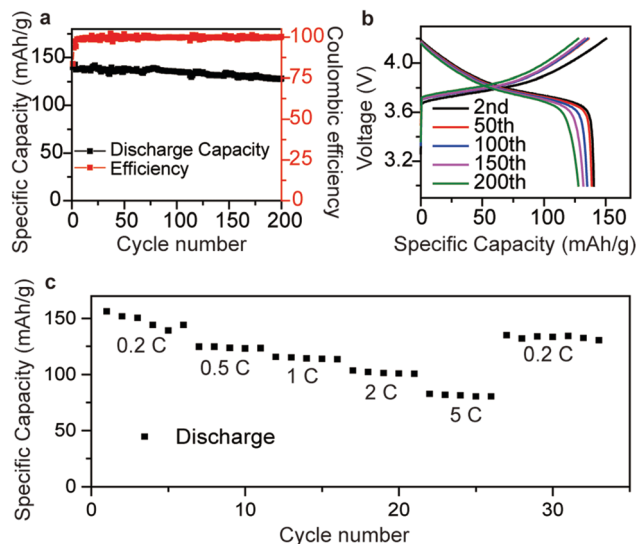 a
Specific Capacity (mAh/g)
150
100
50
0
Discharge Capacity
Efficiency
100
75
50
25
0
Coulombic efficiency
0 50 100 150 200
Cycle number
b
Voltage (V)
4.2
3.6
3.2
2nd
50th
100th
150th
200th
0 50 100 150
Specific Capacity (mAh/g)
c
Specific Capacity (mAh/g)
150
100
50
0
0.2 C
0.5 C
1 C
2 C
5 C
0.2 C
Discharge
0 10 20 30
Cycle number